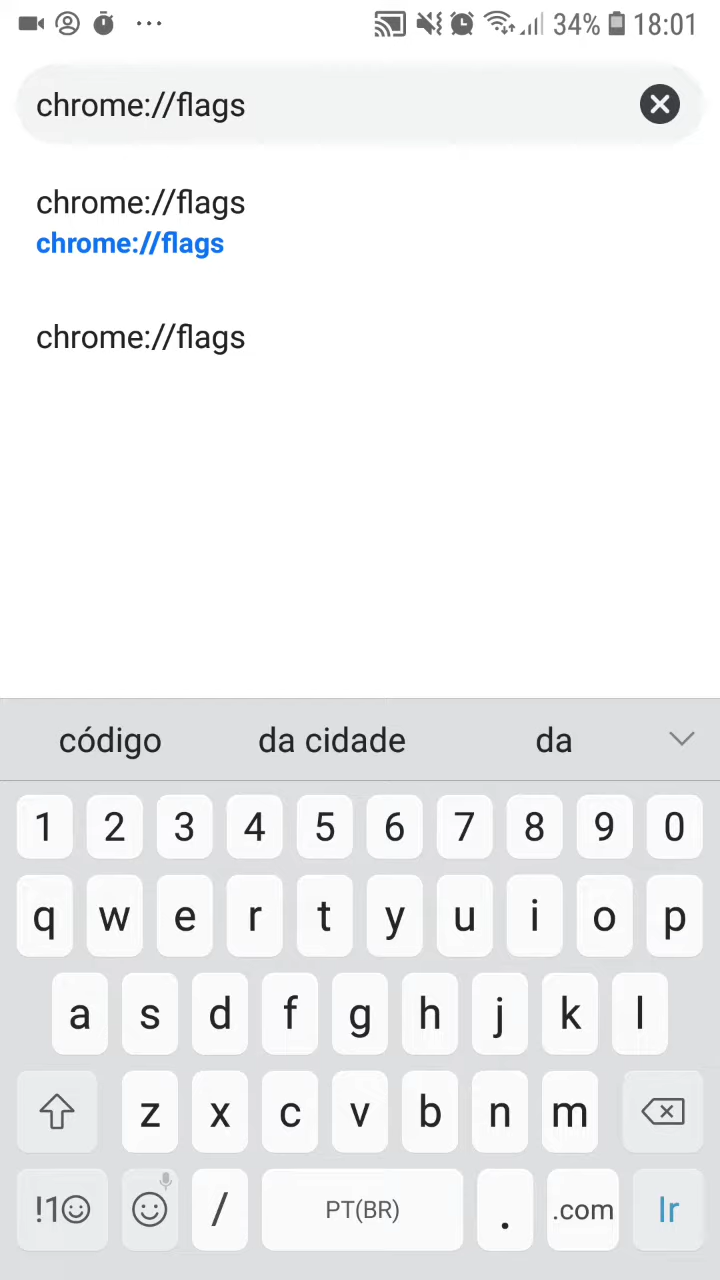 34% 18:01
chrome://flags
chrome://flags
chrome://flags
chrome://flags
código da cidade da
1 2 3 4 5 6 7 8 9 0
q w e r t y u i o p
a s d f g h j k l
z x c v b n m
!1☺ / PT(BR) . .com Ir